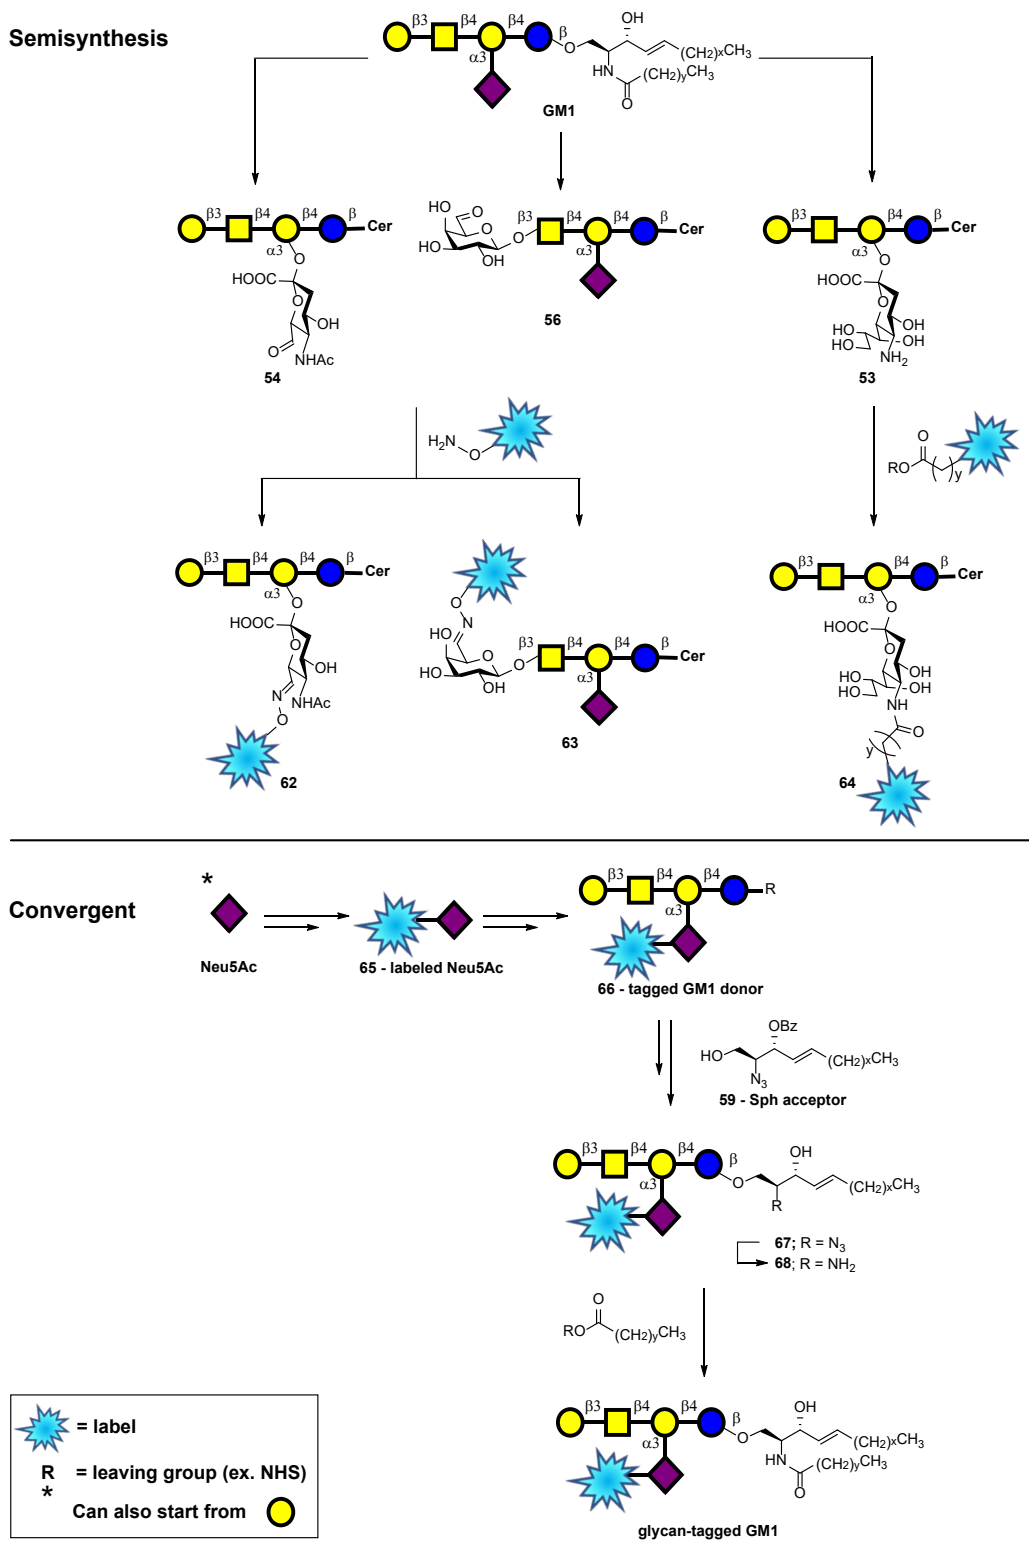 Semisynthesis
β3 β4 β4 β
α3
O
OH
(CH2)xCH3
HN
(CH2)yCH3
O
GM1
β3 β4 β4 β
Cer
α3
O
HOOC
O
OH
O
NHAc
54
HO
O
O
HO
OH
O
β3 β4 β4 β
Cer
α3
56
β3 β4 β4 β
Cer
α3
O
HOOC
O
HO
OH
HO
OH
NH2
53
H2N
O
O
RO
y
β3 β4 β4 β
Cer
α3
O
HOOC
O
OH
N
NHAc
O
62
O
N
HO
O
HO
OH
O
β3 β4 β4 β
Cer
α3
63
β3 β4 β4 β
Cer
α3
O
HOOC
O
HO
OH
HO
OH
NH
O
y
64
Convergent
*
Neu5Ac
65 - labeled Neu5Ac
β3 β4 β4
R
α3
66 - tagged GM1 donor
OBz
HO
(CH2)xCH3
N3
59 - Sph acceptor
β3 β4 β4 β
α3
O
OH
(CH2)xCH3
R
67; R = N3
68; R = NH2
O
RO
(CH2)yCH3
β3 β4 β4 β
α3
O
OH
(CH2)xCH3
HN
(CH2)yCH3
O
glycan-tagged GM1
= label
R = leaving group (ex. NHS)
*
Can also start from